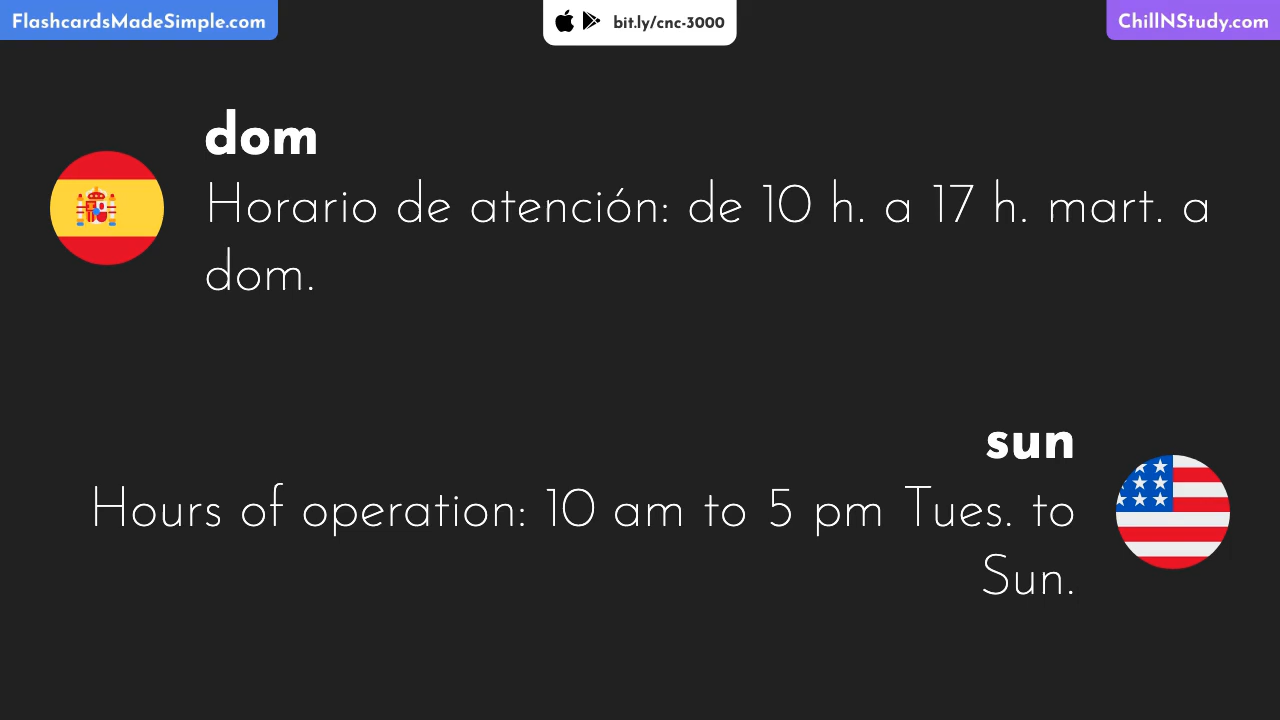 FlashcardsMadeSimple.com
bit.ly/cnc-3000
ChillNStudy.com
dom
Horario de atención: de 10 h. a 17 h. mart. a
dom.
sun
Hours of operation: 10 am to 5 pm Tues. to
Sun.